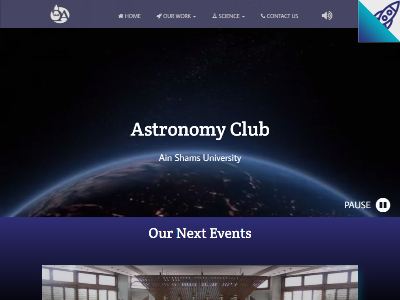 HOME OUR WORK SCIENCE CONTACT US
Astronomy Club
Ain Shams University
PAUSE
Our Next Events